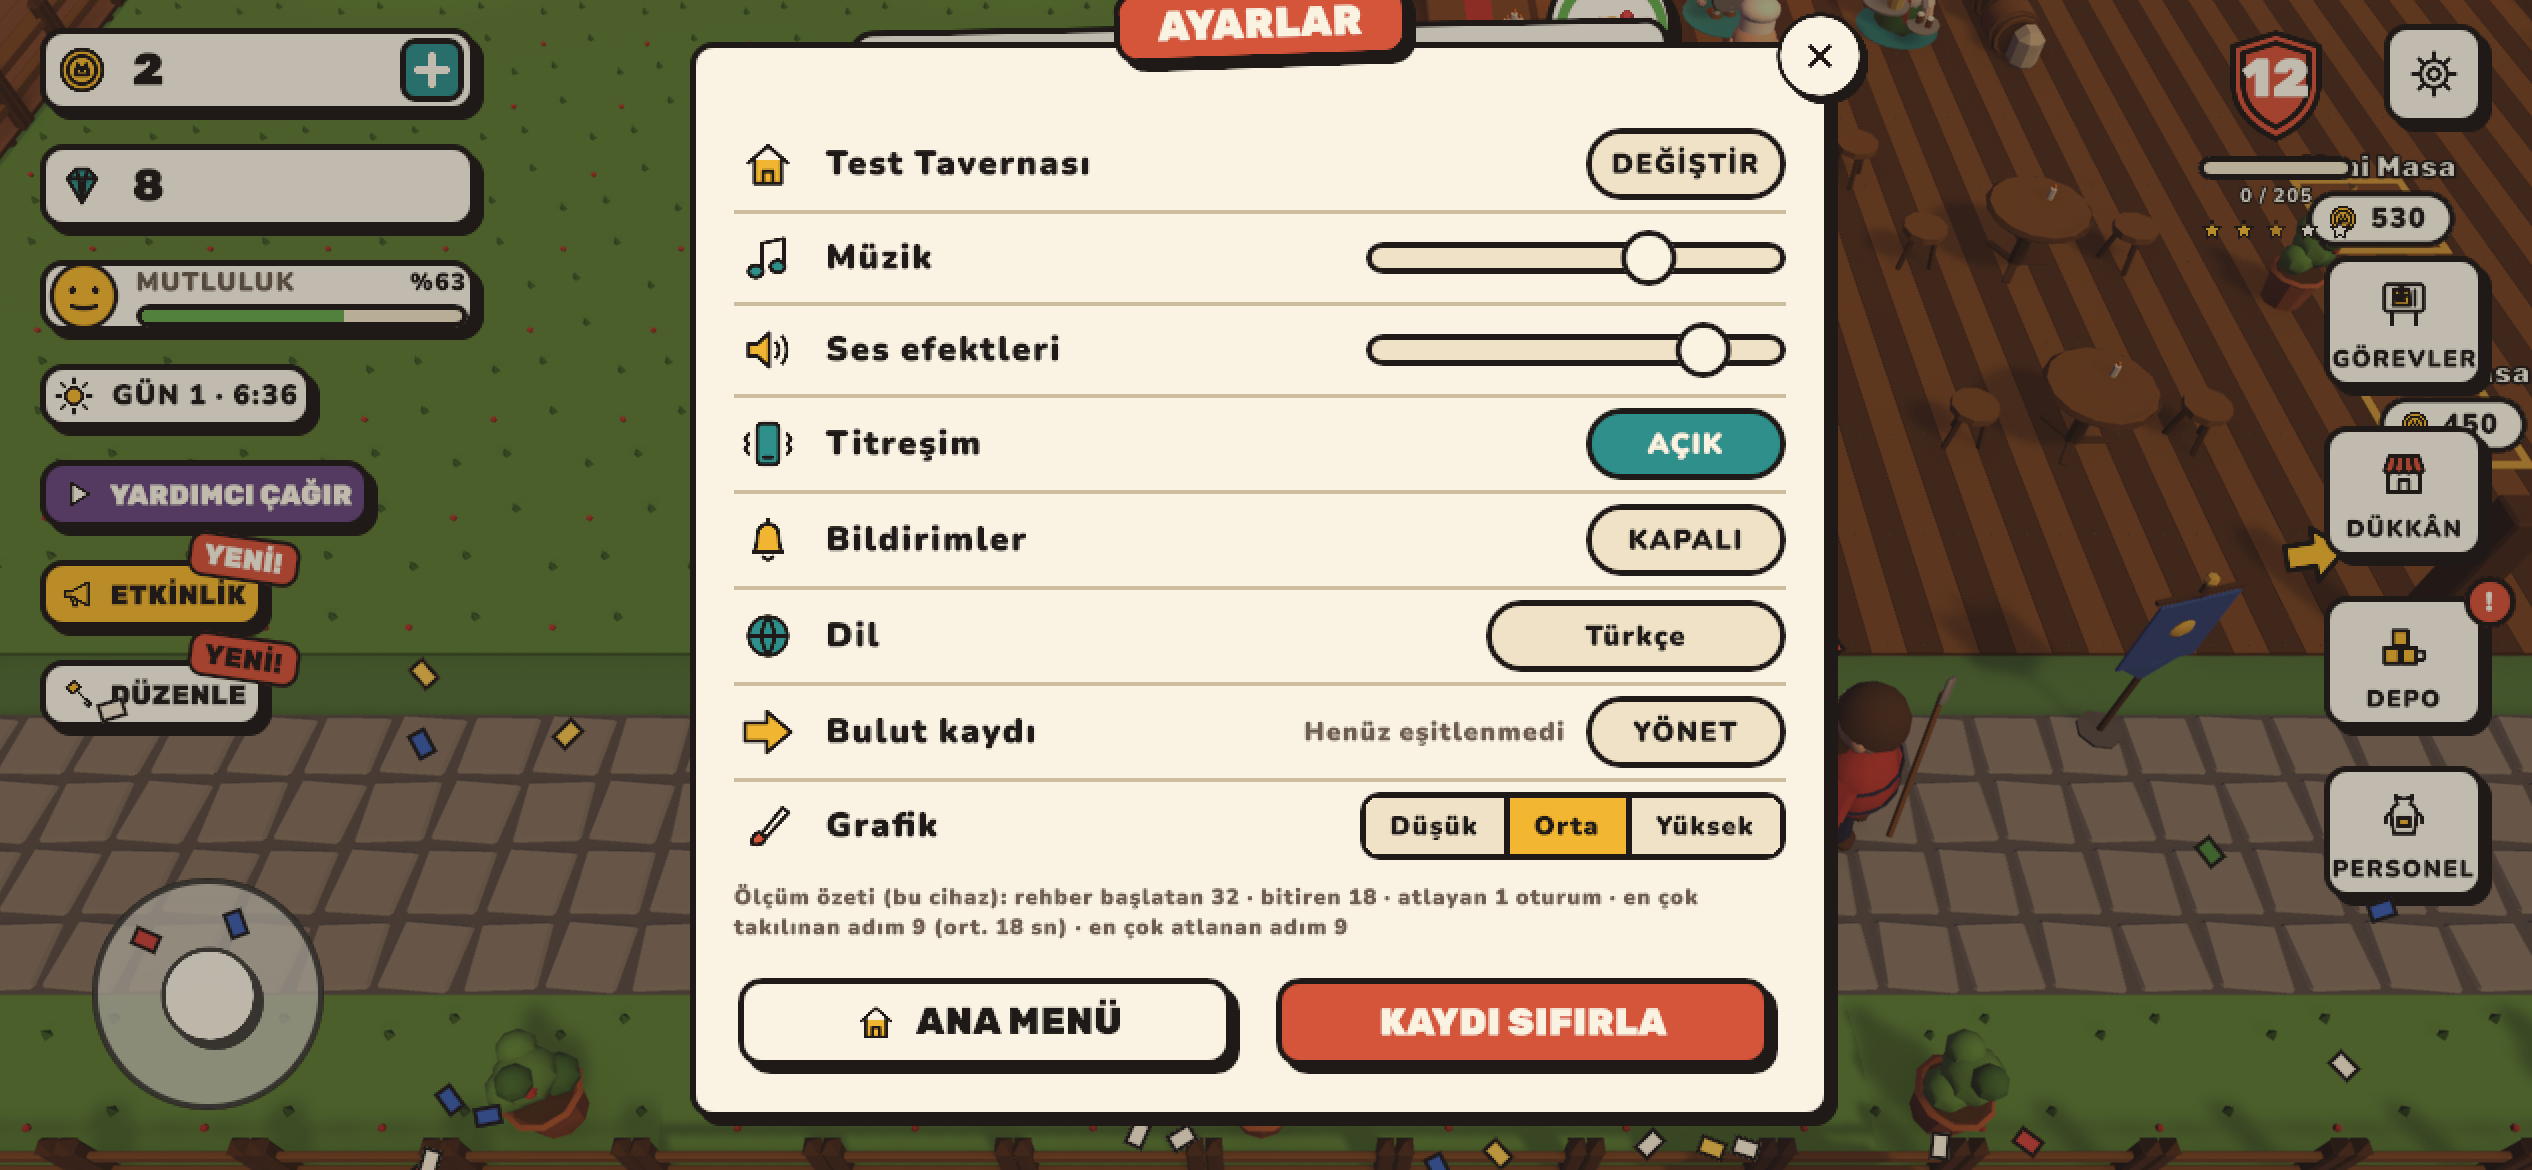 AYARLAR
2
8
MUTLULUK %63
GÜN 1 · 6:36
YARDIMCI ÇAĞIR
YENİ!
ETKİNLİK
YENİ!
DÜZENLE
Test Tavernası DEĞİŞTİR
Müzik
Ses efektleri
Titreşim AÇIK
Bildirimler KAPALI
Dil Türkçe
Bulut kaydı Henüz eşitlenmedi YÖNET
Grafik Düşük Orta Yüksek
Ölçüm özeti (bu cihaz): rehber başlatan 32 · bitiren 18 · atlayan 1 oturum · en çok
takılınan adım 9 (ort. 18 sn) · en çok atlanan adım 9
ANA MENÜ
KAYDI SIFIRLA
12
Masa
0 / 205
530
GÖREVLER
450
DÜKKÂN
!
DEPO
PERSONEL